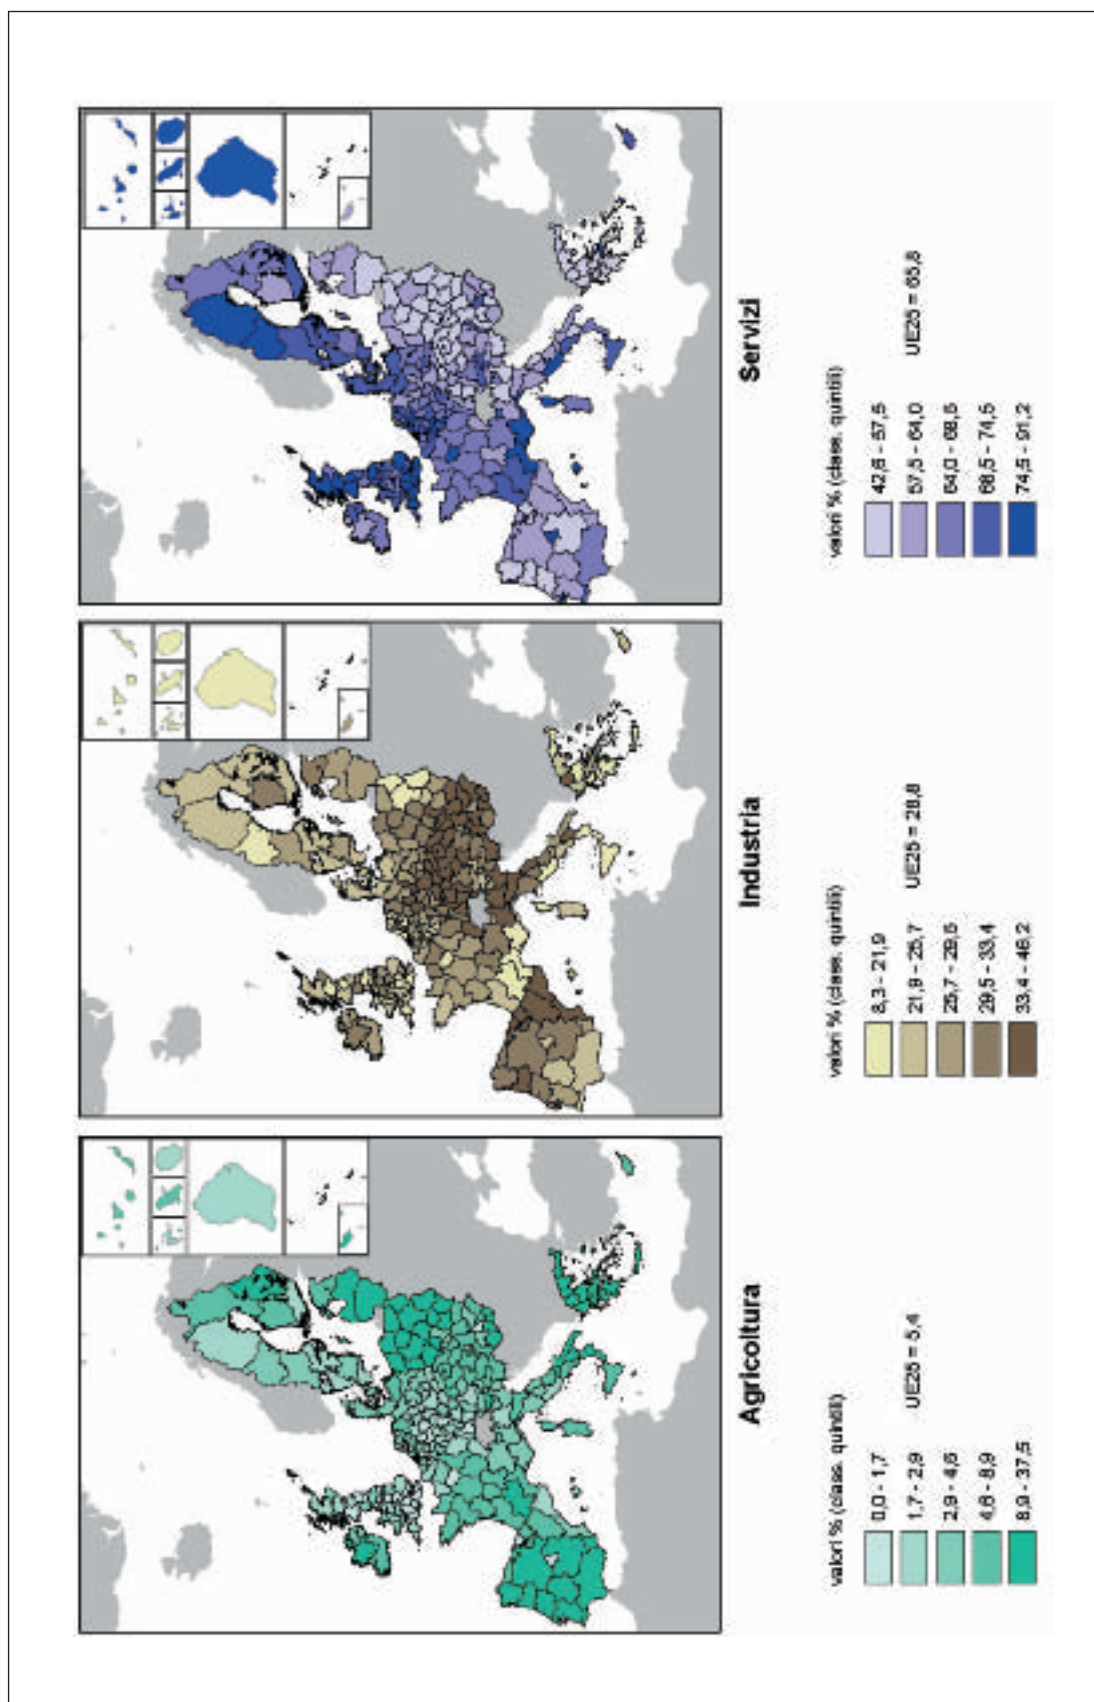 Agricoltura
valori % (class. quintili)
0,0 - 1,7
1,7 - 2,9
2,9 - 4,6
4,6 - 8,9
8,9 - 37,5
UE25 = 5,4
Industria
valori % (class. quintili)
8,3 - 21,9
21,9 - 25,7
25,7 - 29,5
29,5 - 33,4
33,4 - 46,2
UE25 = 28,8
Servizi
valori % (class. quintili)
42,6 - 57,5
57,5 - 64,0
64,0 - 68,5
68,5 - 74,5
74,5 - 91,2
UE25 = 65,8